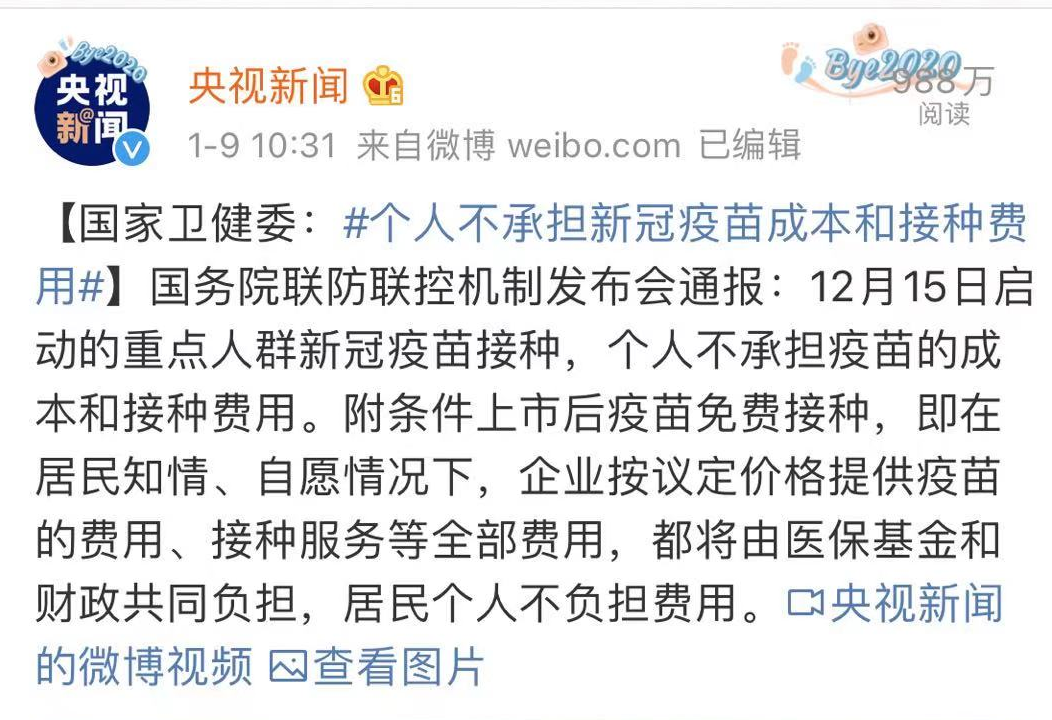 Bye2020
央视
新@闻
央视新闻
6
Bye2020
988万
阅读
1-9 10:31 来自微博 weibo.com 已编辑
【国家卫健委：#个人不承担新冠疫苗成本和接种费
用#】国务院联防联控机制发布会通报：12月15日启
动的重点人群新冠疫苗接种，个人不承担疫苗的成
本和接种费用。附条件上市后疫苗免费接种，即在
居民知情、自愿情况下，企业按议定价格提供疫苗
的费用、接种服务等全部费用，都将由医保基金和
财政共同负担，居民个人不负担费用。央视新闻
的微博视频 查看图片